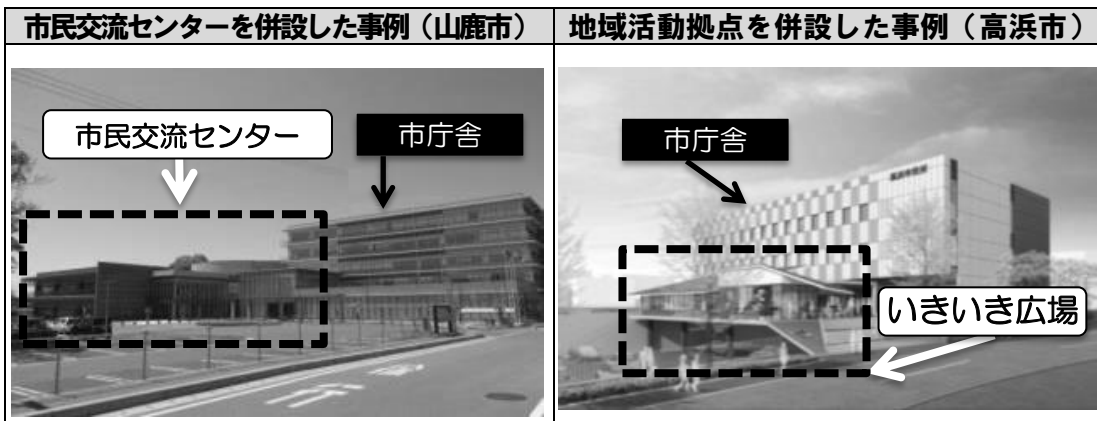 市民交流センターを併設した事例（山鹿市）
地域活動拠点を併設した事例（高浜市）
市民交流センター
市庁舎
市庁舎
いきいき広場